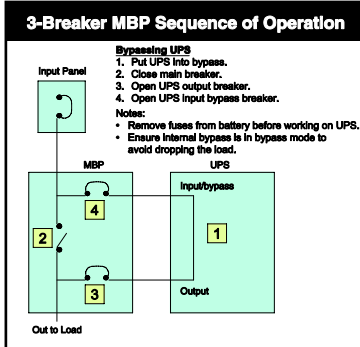 3-Breaker MBP Sequence of Operation
Bypassing UPS
1. Put UPS into bypass.
2. Close main breaker.
3. Open UPS output breaker.
4. Open UPS input bypass breaker.
Notes:
• Remove fuses from battery before working on UPS.
• Ensure internal bypass is in bypass mode to
avoid dropping the load.
Input Panel
MBP
UPS
4
Input/bypass
2
1
3
Output
Out to Load